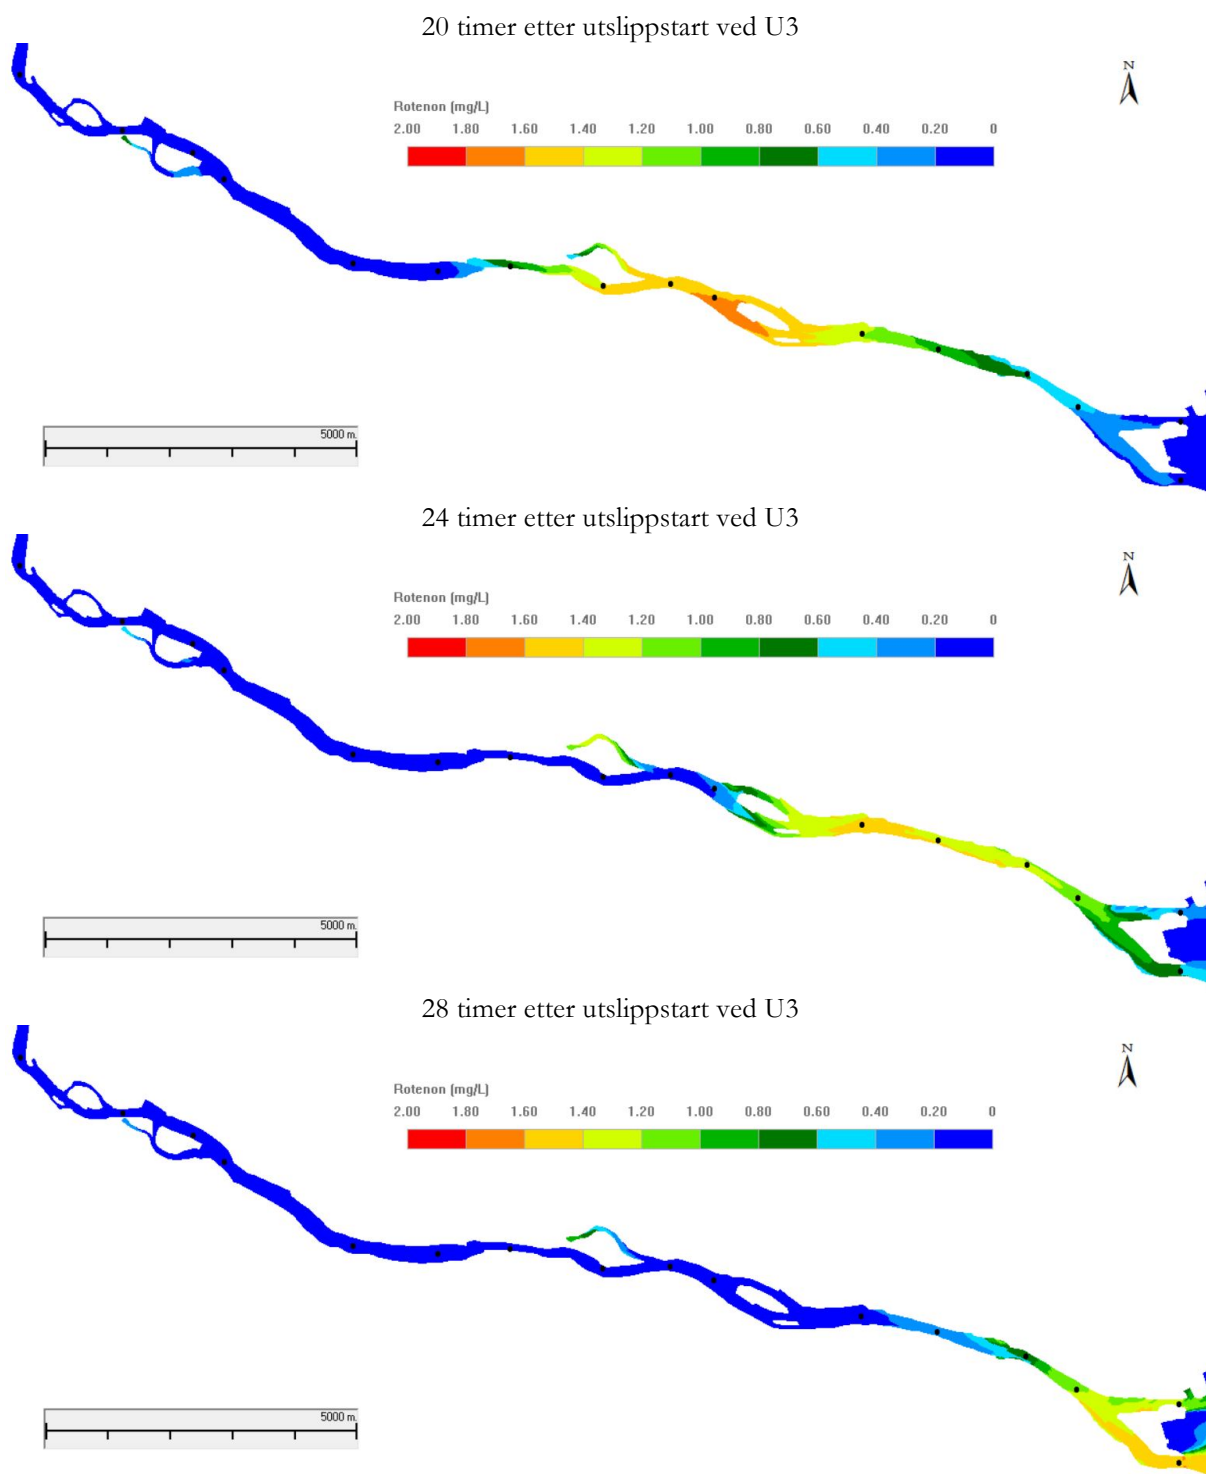 20 timer etter utslippstart ved U3
N
Rotenon (mg/L)
2.00 1.80 1.60 1.40 1.20 1.00 0.80 0.60 0.40 0.20 0
5000 m.
24 timer etter utslippstart ved U3
N
Rotenon (mg/L)
2.00 1.80 1.60 1.40 1.20 1.00 0.80 0.60 0.40 0.20 0
5000 m.
28 timer etter utslippstart ved U3
N
Rotenon (mg/L)
2.00 1.80 1.60 1.40 1.20 1.00 0.80 0.60 0.40 0.20 0
5000 m.